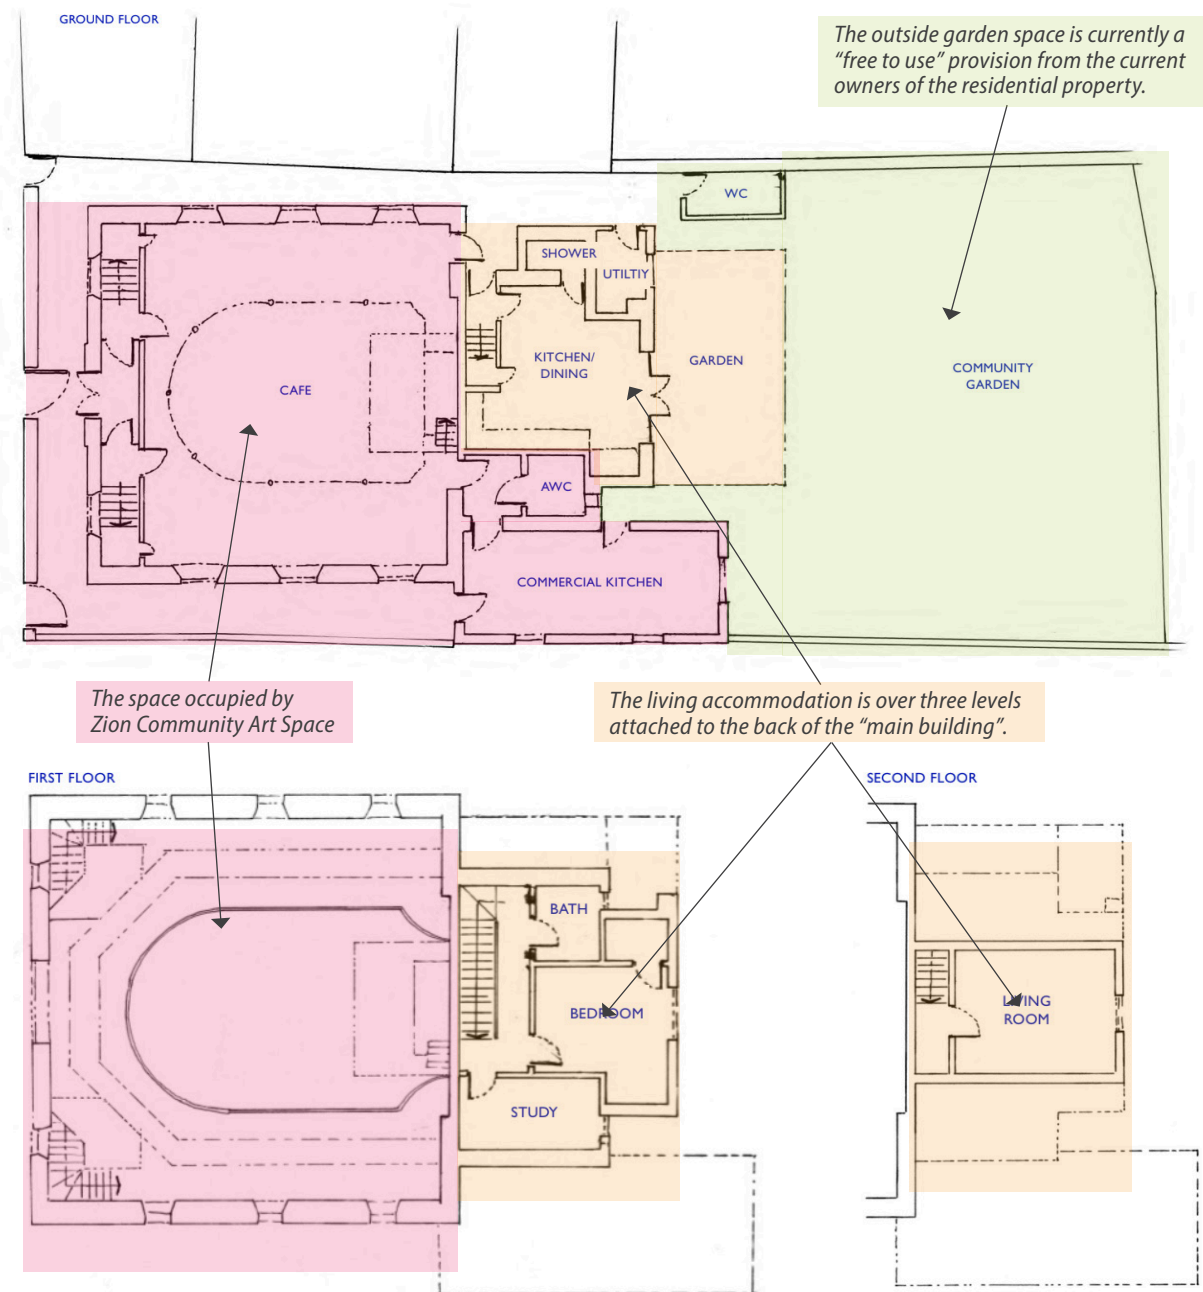 GROUND FLOOR
The outside garden space is currently a
“free to use” provision from the current
owners of the residential property.
WC
SHOWER
UTILTIY
KITCHEN/
DINING
GARDEN
COMMUNITY
GARDEN
CAFE
AWC
COMMERCIAL KITCHEN
The space occupied by
Zion Community Art Space
The living accommodation is over three levels
attached to the back of the “main building”.
FIRST FLOOR
SECOND FLOOR
BATH
BEDROOM
STUDY
LIVING
ROOM